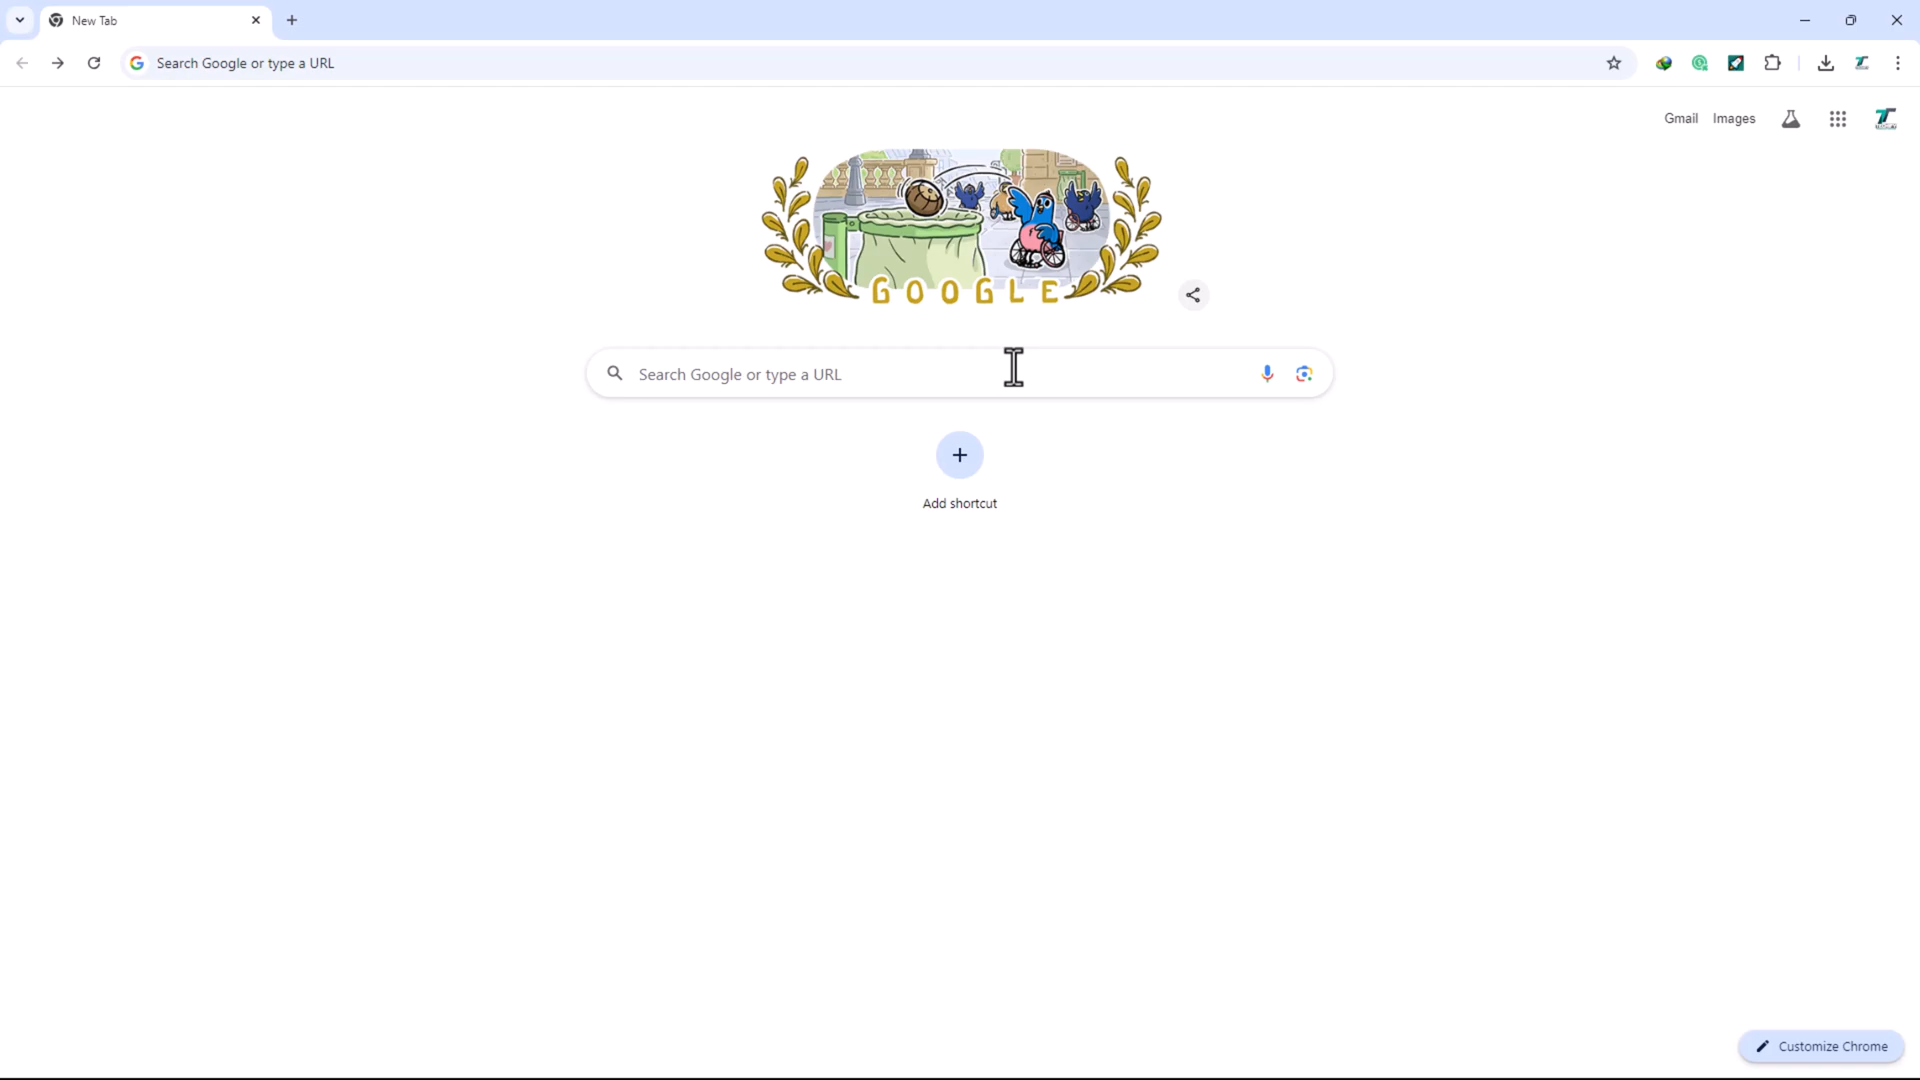 New Tab
Search Google or type a URL
Gmail Images
GOOGLE
Search Google or type a URL
Add shortcut
Customize Chrome